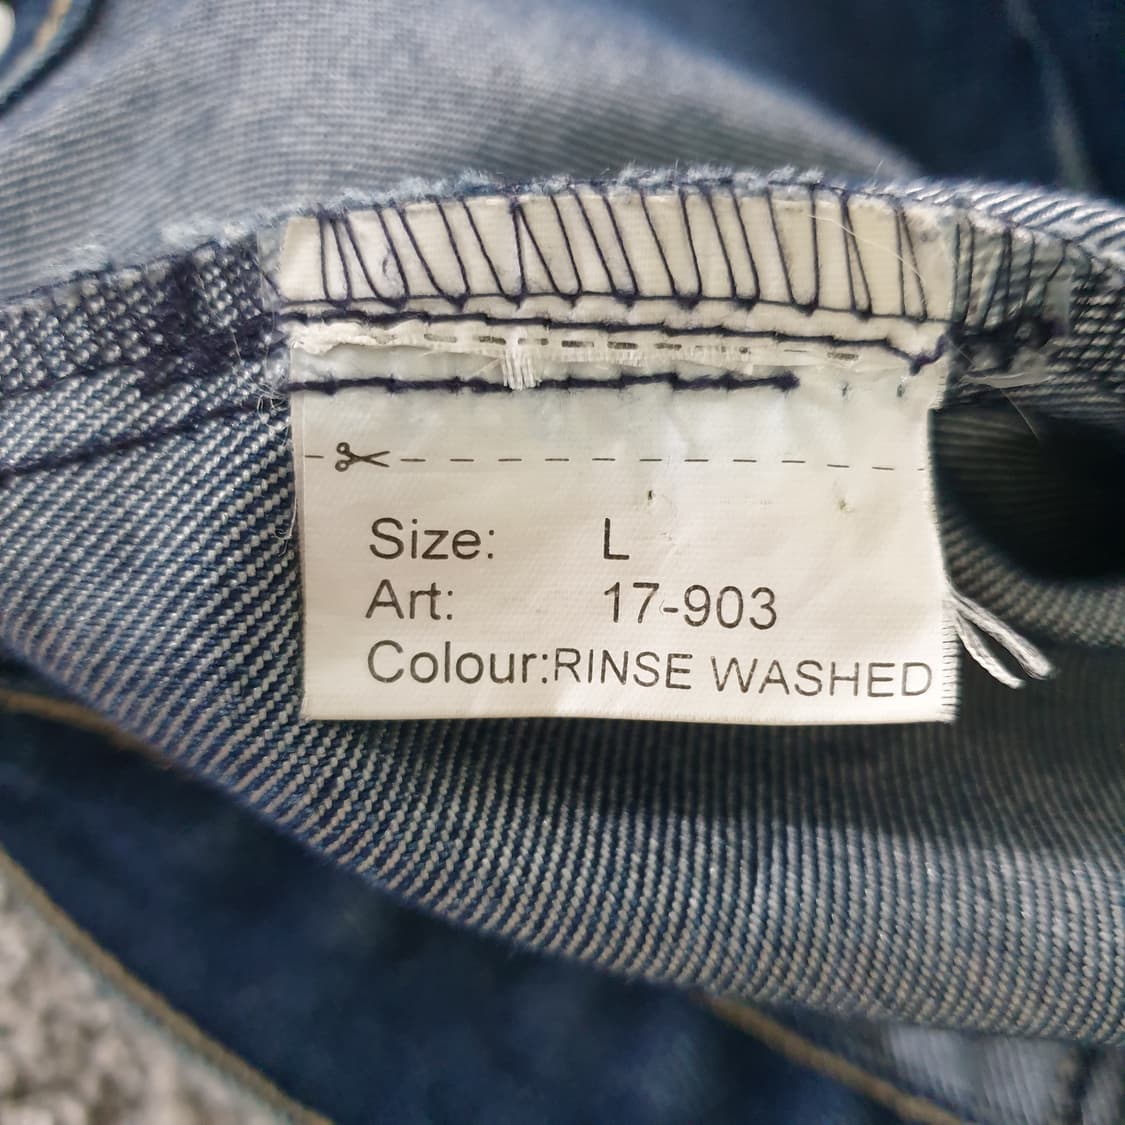 Size: L
Art: 17-903
Colour:RINSE WASHED